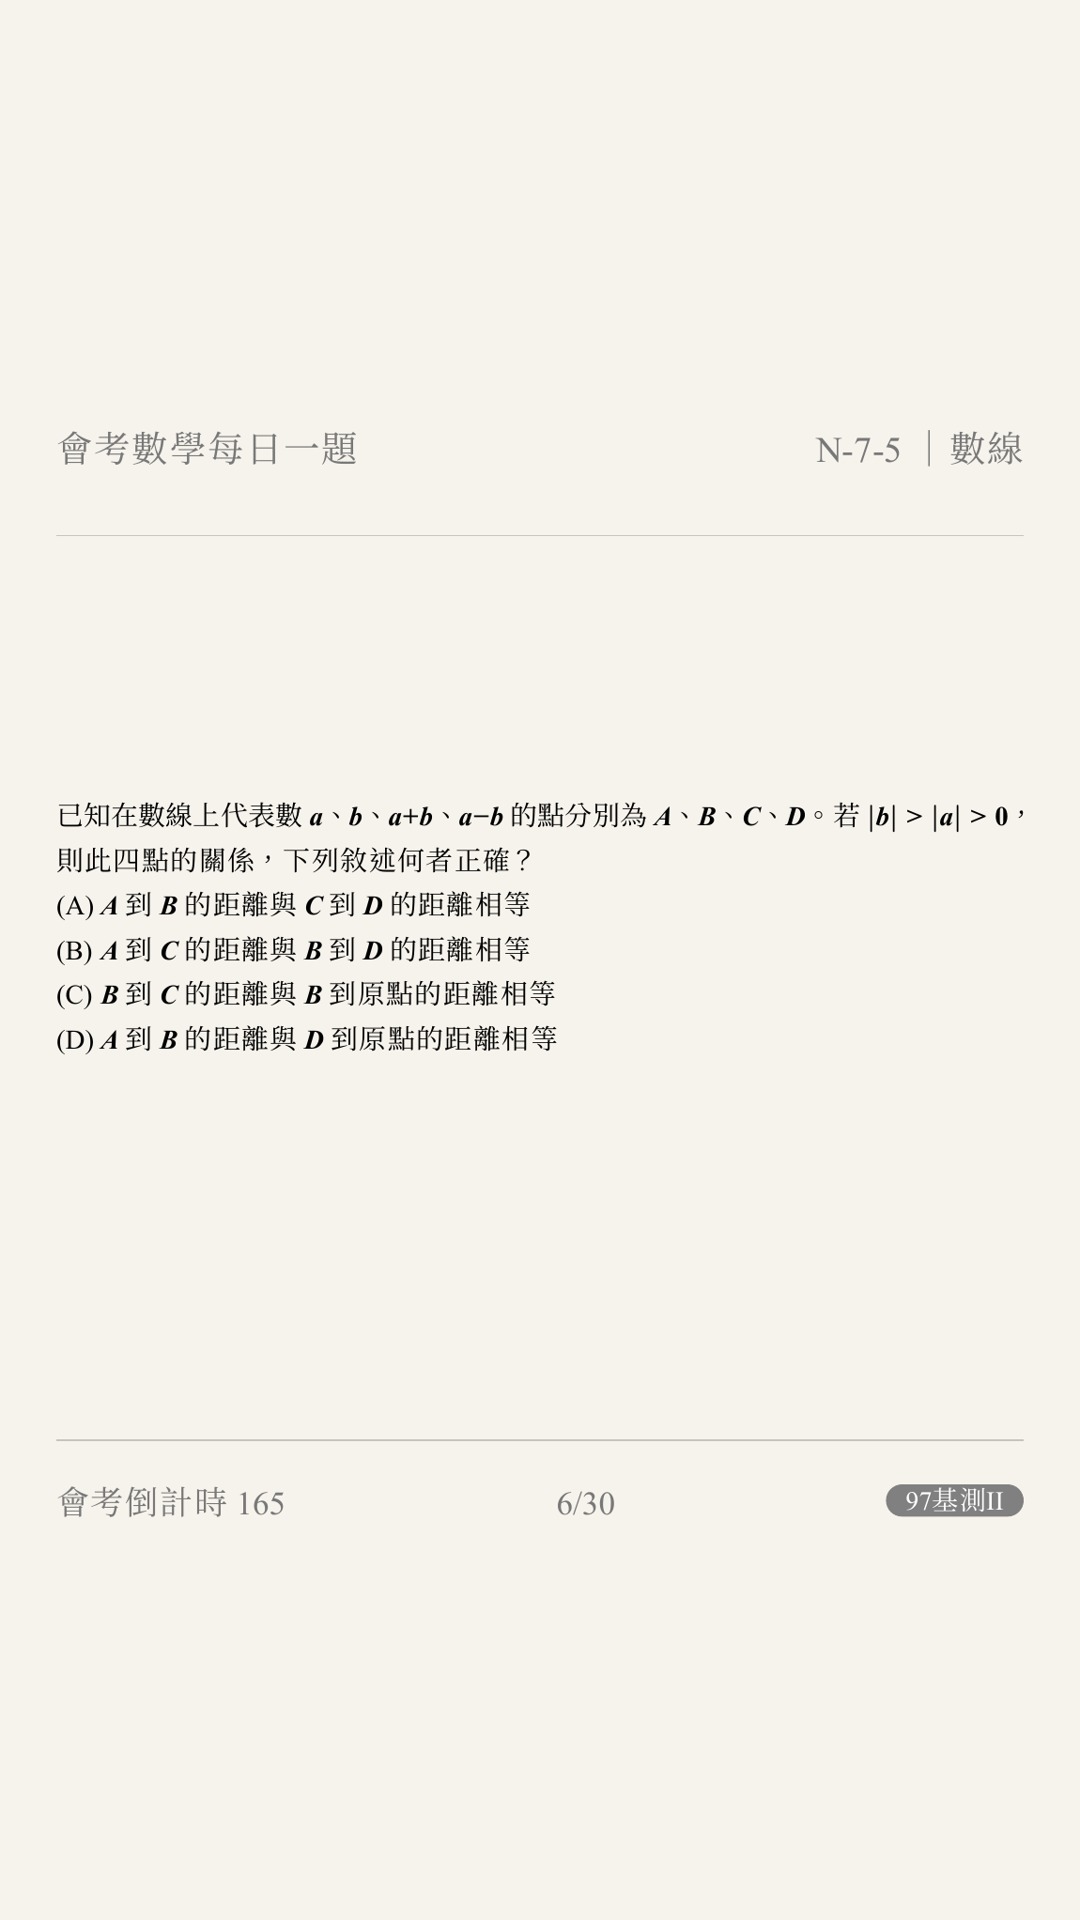 會考數學每日一題
N-7-5 │ 數線
已知在數線上代表數 a、b、a+b、a−b 的點分別為 A、B、C、D。若 |b| > |a| > 0，
則此四點的關係，下列敘述何者正確？
(A) A 到 B 的距離與 C 到 D 的距離相等
(B) A 到 C 的距離與 B 到 D 的距離相等
(C) B 到 C 的距離與 B 到原點的距離相等
(D) A 到 B 的距離與 D 到原點的距離相等
會考倒計時 165
6/30
97基測II